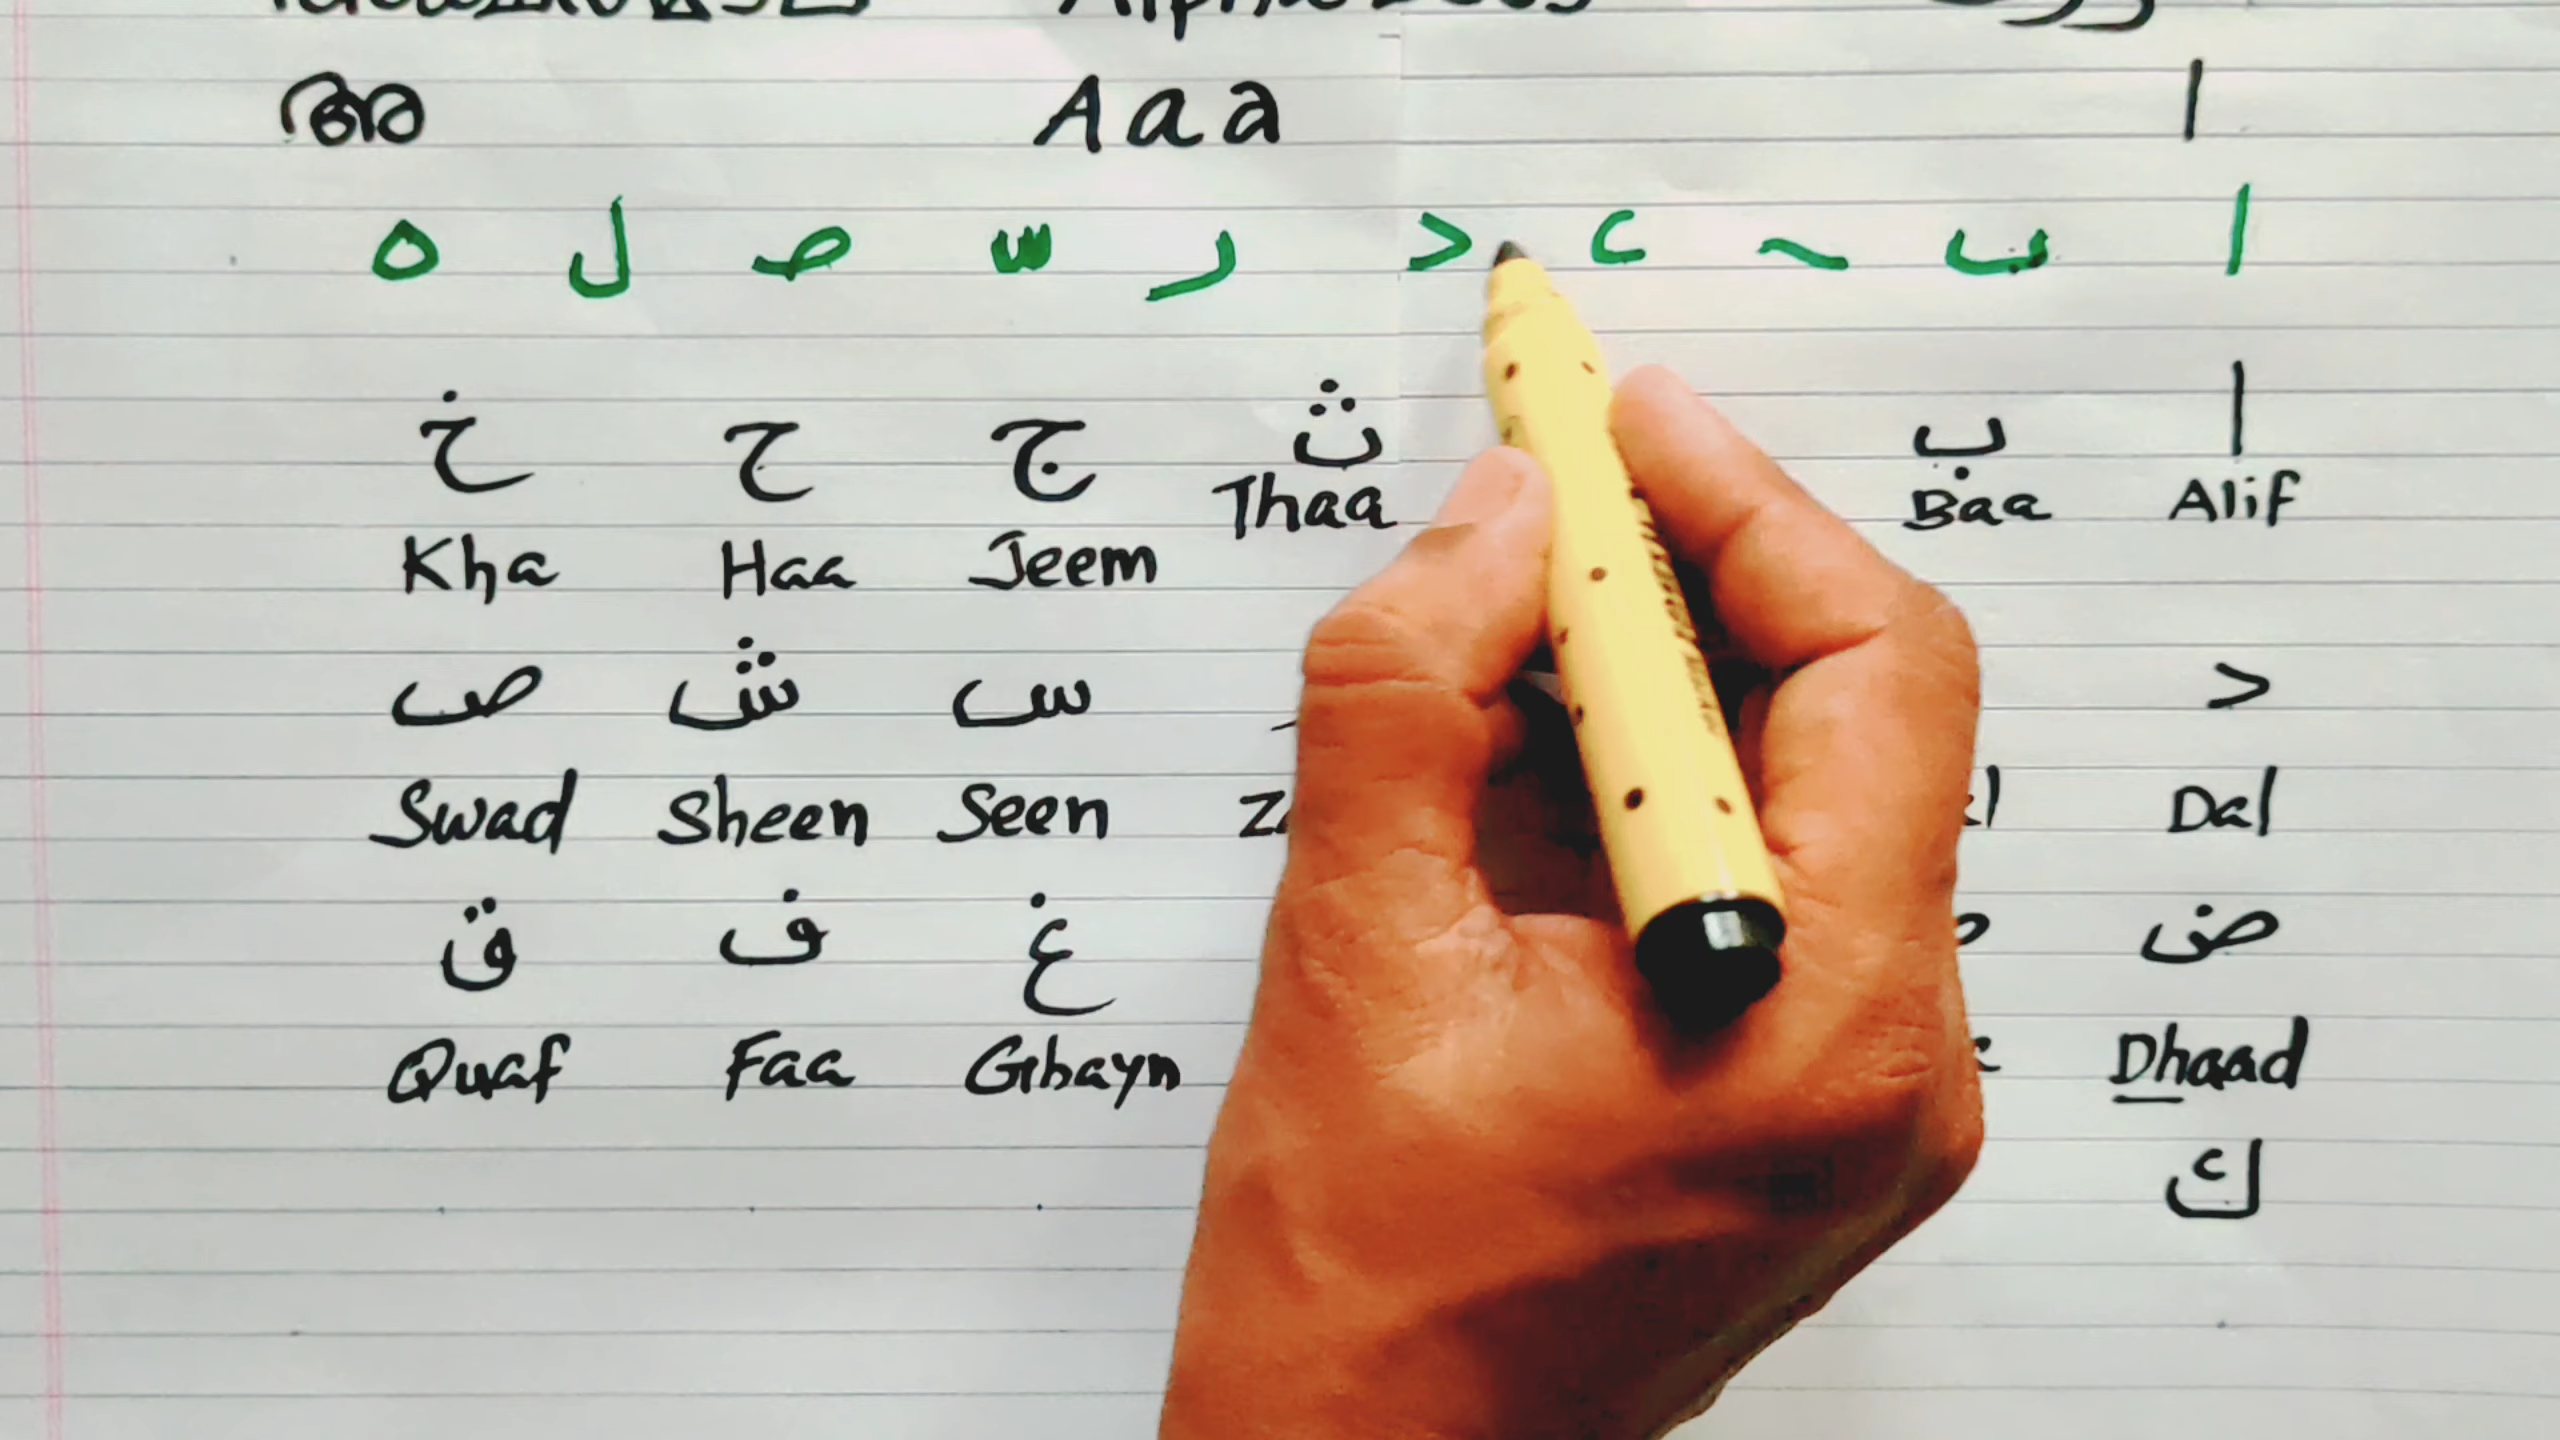 അ Aaa ا
ا ب د ر س ص ل ه
ا ب ث ج ح خ
Alif Baa Thaa Jeem Haa Kha
د س ش ص
Dal Seen Sheen Swad
ض غ ف ق
Dhaad Ghayn Faa Quaf
ك